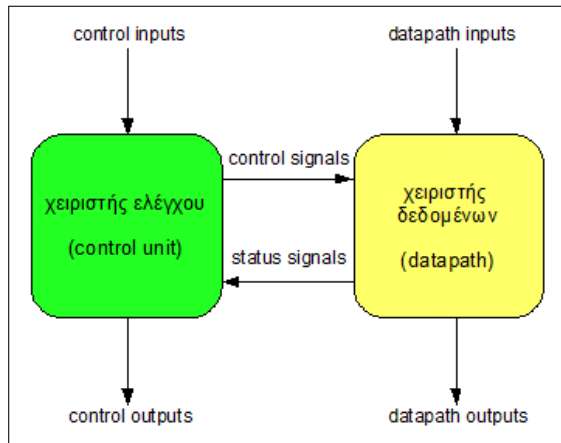 control inputs
datapath inputs
control signals
χειριστής ελέγχου
(control unit)
χειριστής
δεδομένων
(datapath)
status signals
control outputs
datapath outputs